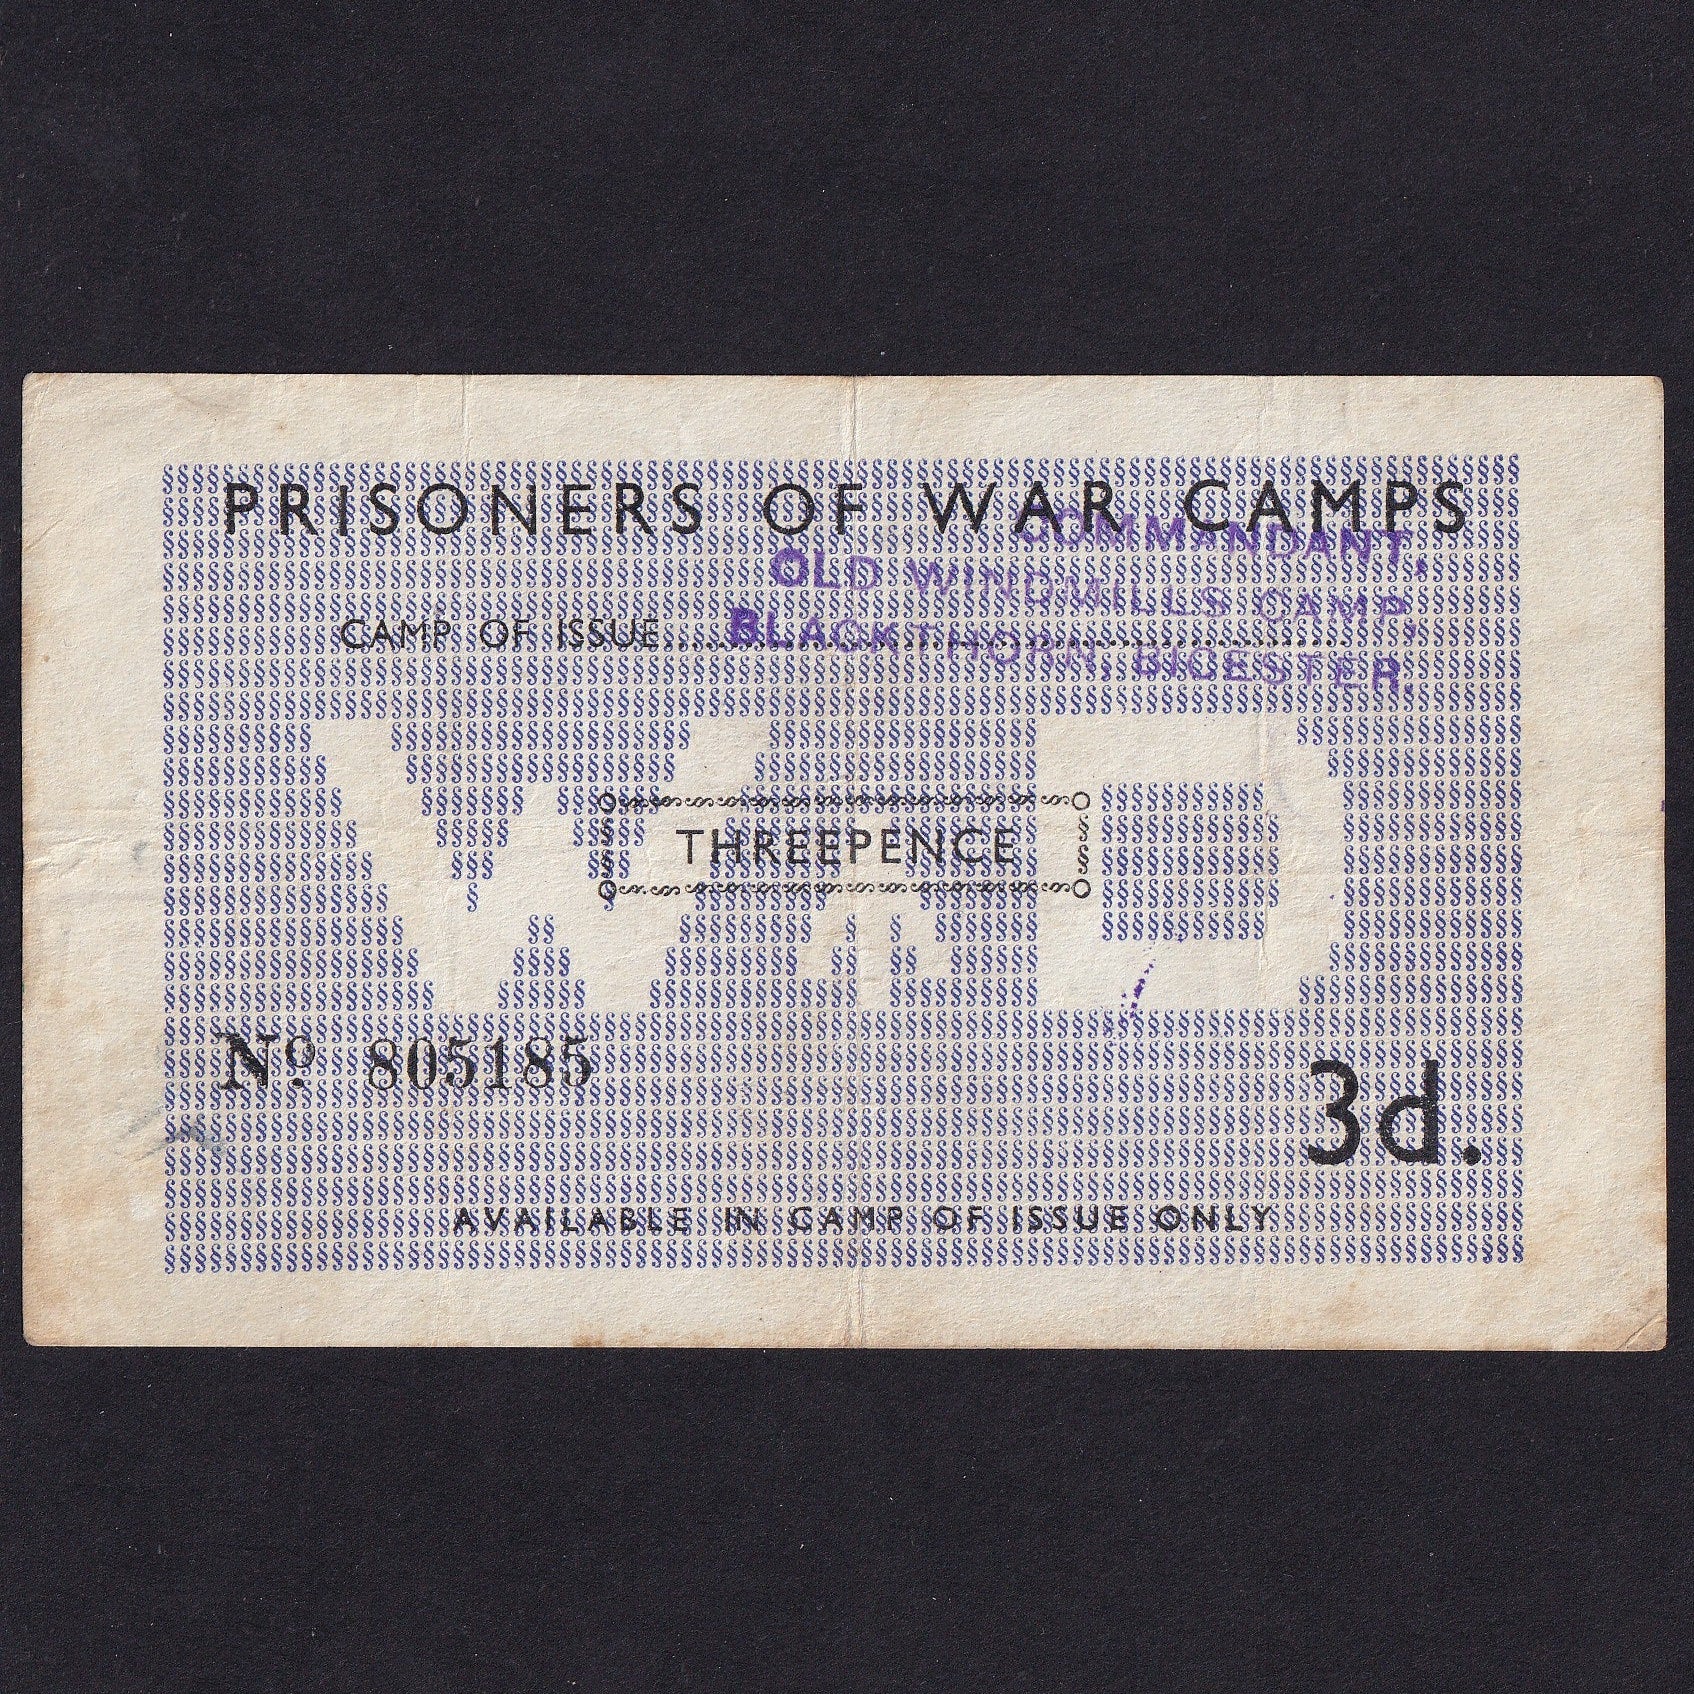 PRISONERS OF WAR CAMPS
COMMANDANT,
OLD WINDMILLS CAMP,
CAMP OF ISSUE
BLACKTHORN, BICESTER.
W↑D
THREEPENCE
Nº 805185
3d.
AVAILABLE IN CAMP OF ISSUE ONLY